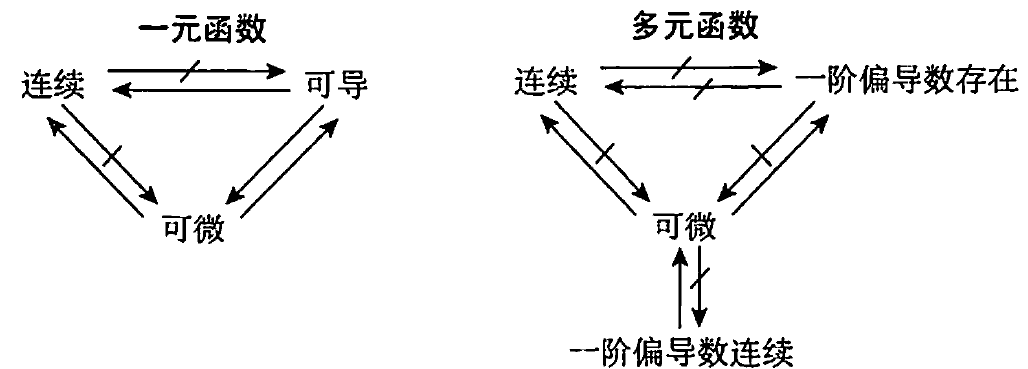 一元函数
连续
可导
可微
多元函数
连续
一阶偏导数存在
可微
一阶偏导数连续